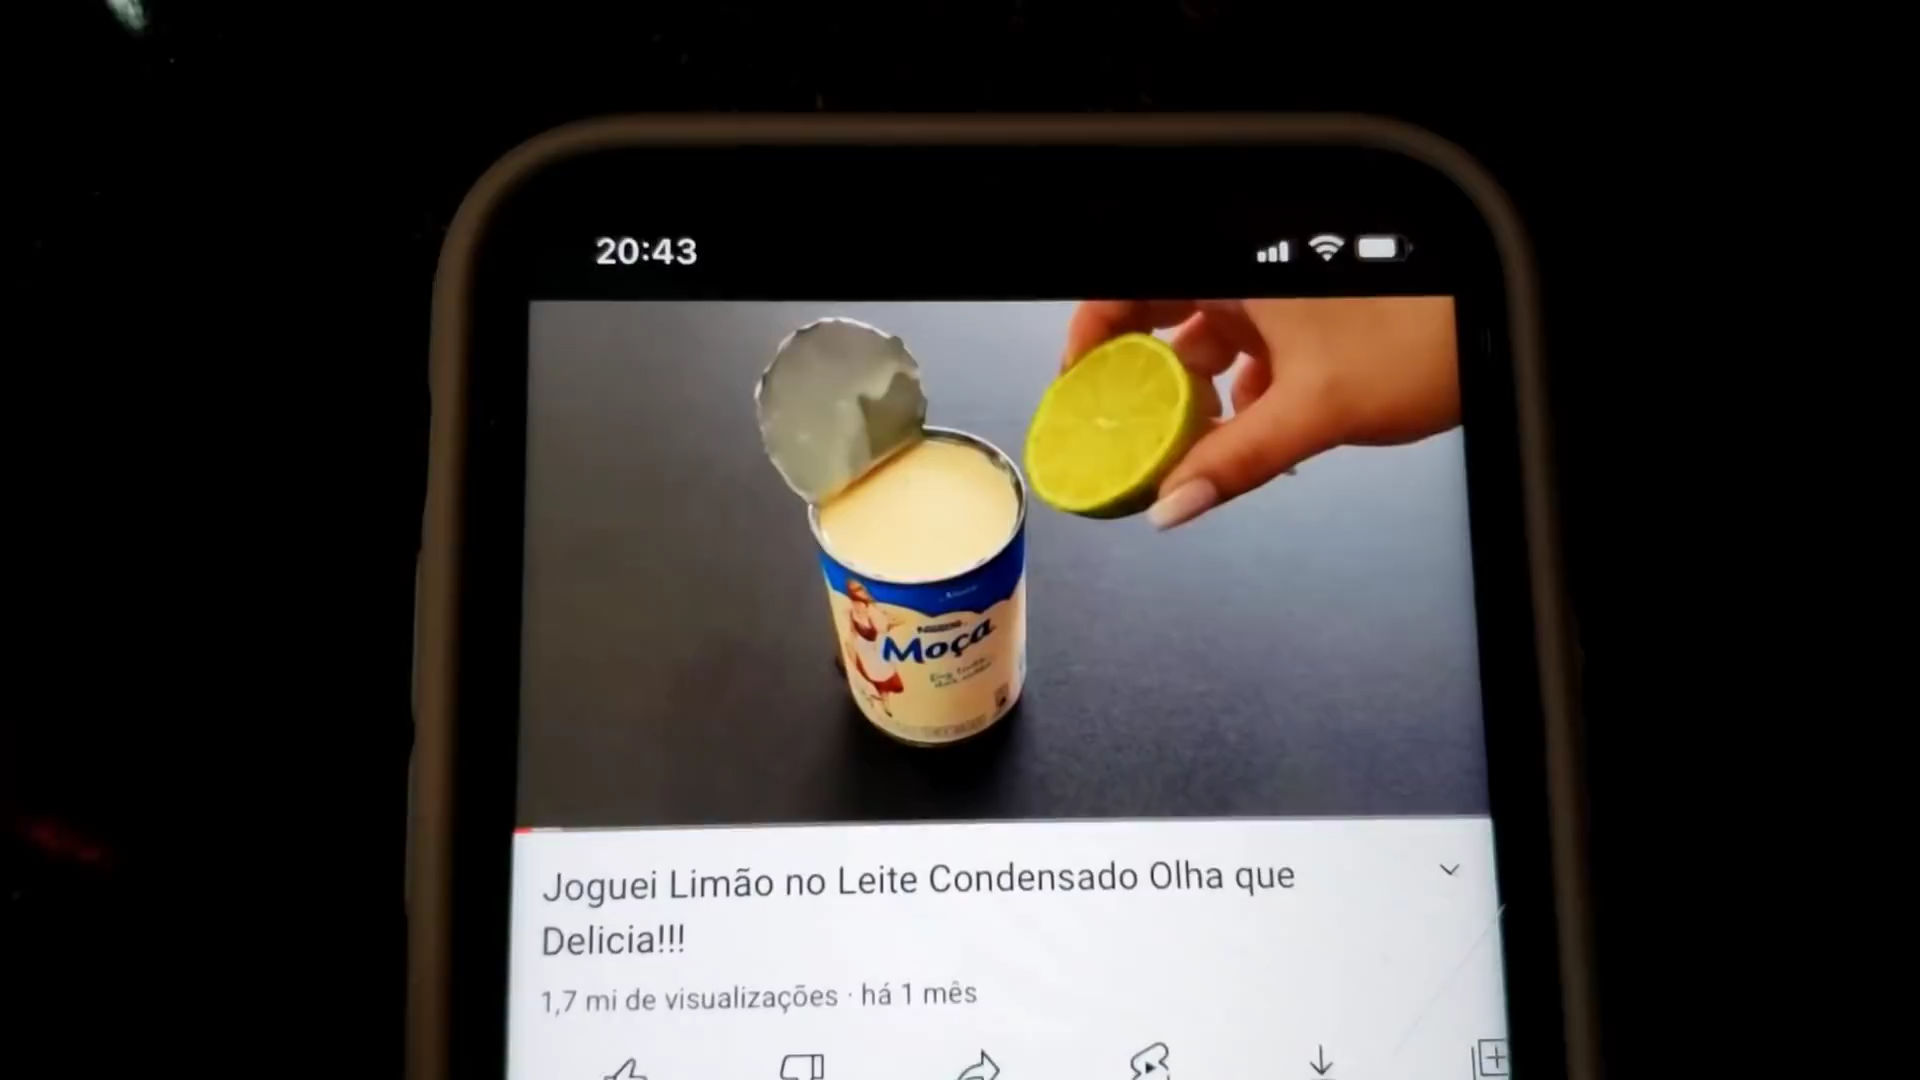 20:43
Nestlé
Moça
Joguei Limão no Leite Condensado Olha que
Delicia!!!
1,7 mi de visualizações · há 1 mês